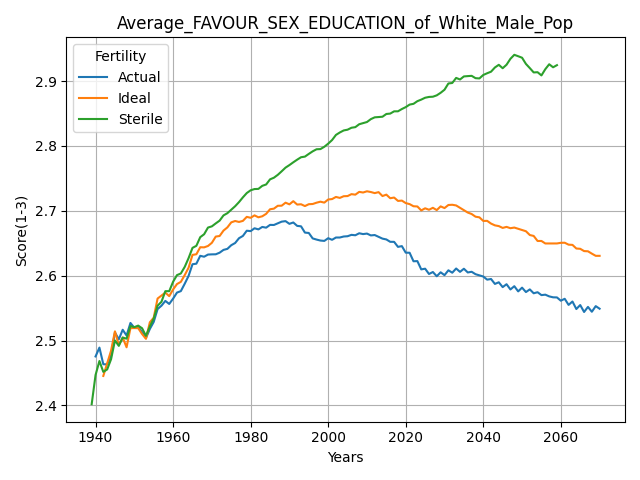 Average_FAVOUR_SEX_EDUCATION_of_White_Male_Pop
Fertility
Actual
Ideal
Sterile
Score(1-3)
2.9
2.8
2.7
2.6
2.5
2.4
1940 1960 1980 2000 2020 2040 2060
Years